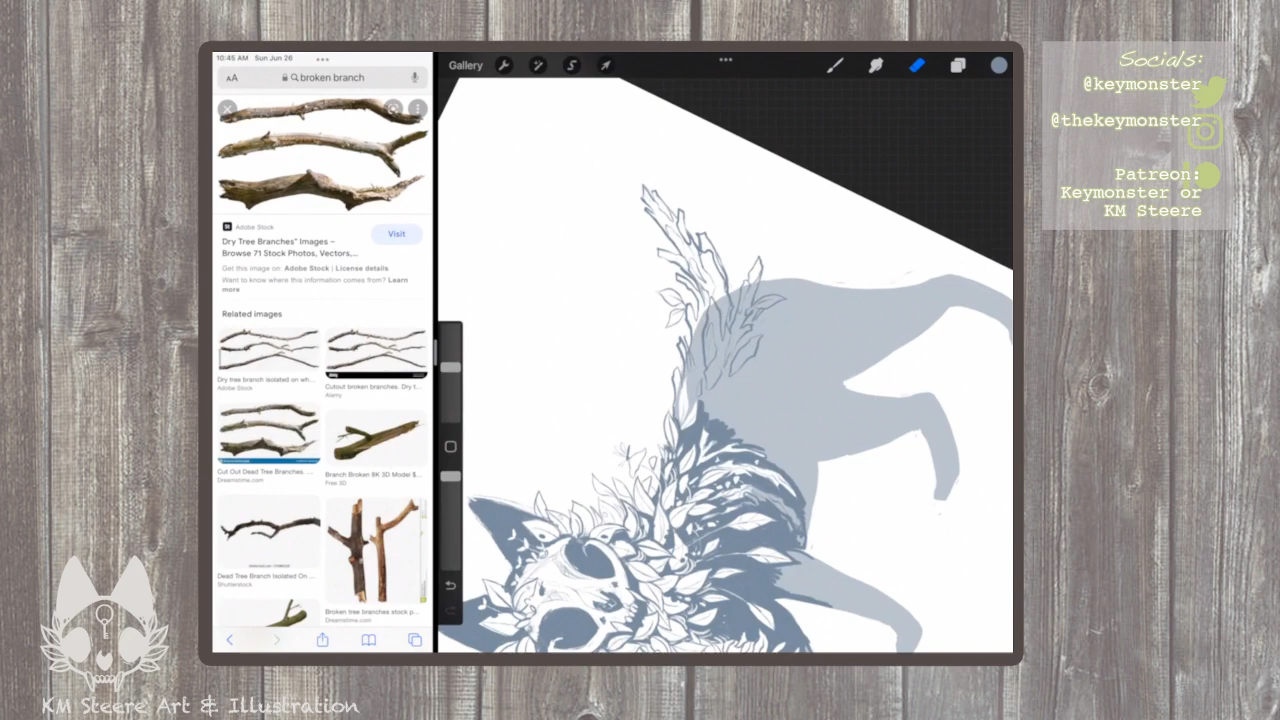 10:45 AM Sun Jun 26
AA broken branch
Adobe Stock
Dry Tree Branches" Images –
Browse 71 Stock Photos, Vectors,...
Visit
Get this image on: Adobe Stock | License details
Want to know where this information comes from? Learn
more
Related images
Dry tree branch isolated on wh...
Adobe Stock
Cutout broken branches. Dry t...
Alamy
Cut Out Dead Tree Branches. ...
Dreamstime.com
Branch Broken 8K 3D Model $...
Free 3D
Dead Tree Branch Isolated On ...
Shutterstock
Broken tree branches stock p...
Dreamstime.com
Gallery
Socials:
@keymonster
@thekeymonster
Patreon:
Keymonster or
KM Steere
KM Steere Art & Illustration